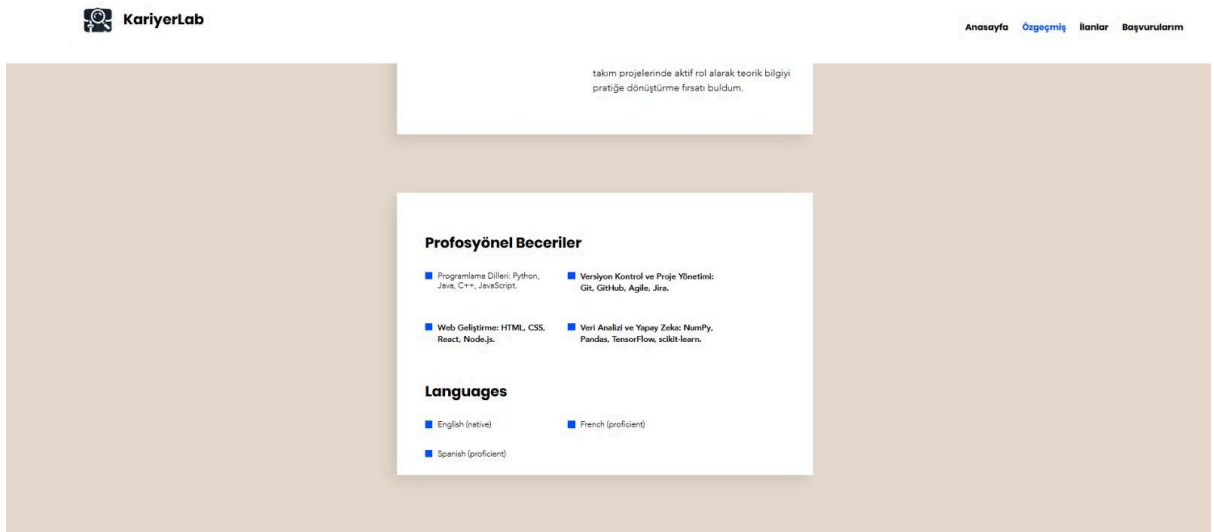 KariyerLab
Anasayfa Özgeçmiş İlanlar Başvurularım
takım projelerinde aktif rol alarak teorik bilgiyi
pratiğe dönüştürme fırsatı buldum.
Profosyönel Beceriler
Programlama Dilleri: Python,
Java, C++, JavaScript.
Versiyon Kontrol ve Proje Yönetimi:
Git, GitHub, Agile, Jira.
Web Geliştirme: HTML, CSS,
React, Node.js.
Veri Analizi ve Yapay Zeka: NumPy,
Pandas, TensorFlow, scikit-learn.
Languages
English (native)
French (proficient)
Spanish (proficient)